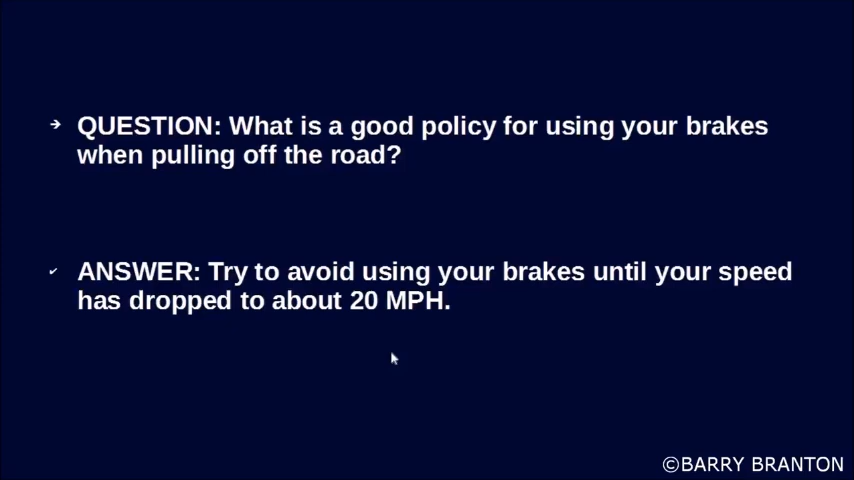 QUESTION: What is a good policy for using your brakes
when pulling off the road?
ANSWER: Try to avoid using your brakes until your speed
has dropped to about 20 MPH.
©BARRY BRANTON